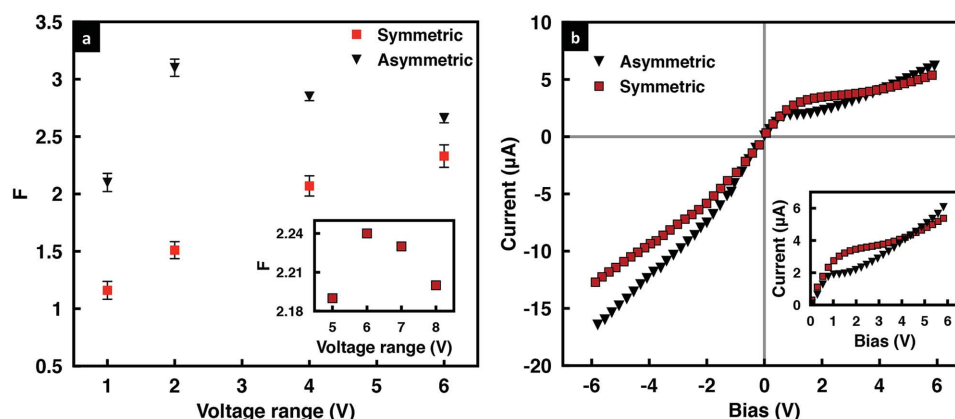 a
3.5
3
2.5
2
1.5
1
0.5
F
Symmetric
Asymmetric
1 2 3 4 5 6
Voltage range (V)
2.24
2.22
2.2
2.18
F
5 6 7 8
Voltage range (V)
b
10
5
0
-5
-10
-15
-20
Current (μA)
Asymmetric
Symmetric
-6 -4 -2 0 2 4 6
Bias (V)
6
4
2
0
Current (μA)
0 1 2 3 4 5 6
Bias (V)